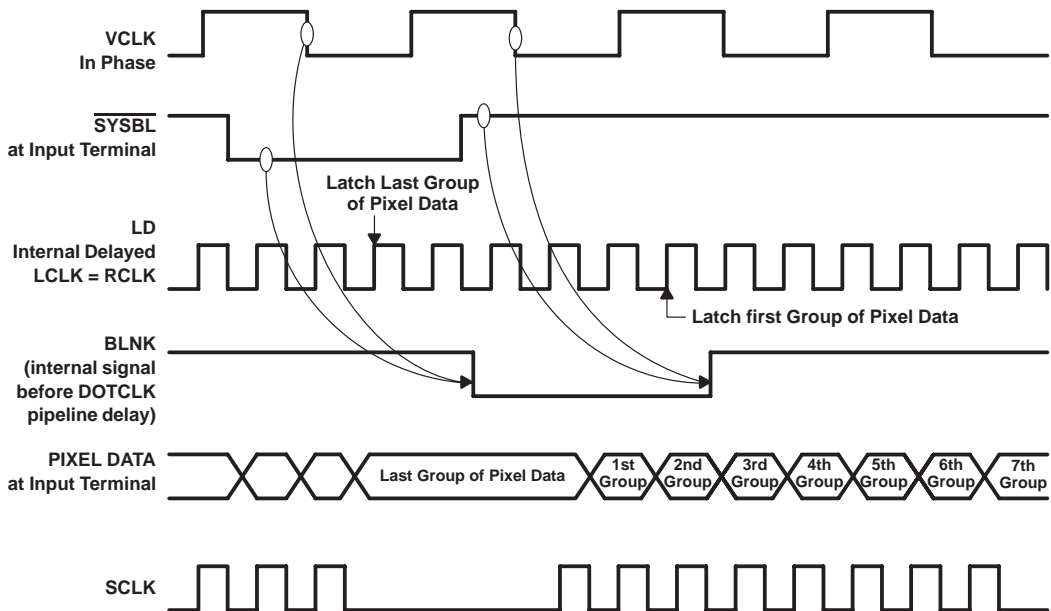 VCLK
In Phase
SYSBL
at Input Terminal
Latch Last Group
of Pixel Data
LD
Internal Delayed
LCLK = RCLK
Latch first Group of Pixel Data
BLNK
(internal signal
before DOTCLK
pipeline delay)
PIXEL DATA
at Input Terminal
Last Group of Pixel Data
1st
Group
2nd
Group
3rd
Group
4th
Group
5th
Group
6th
Group
7th
Group
SCLK